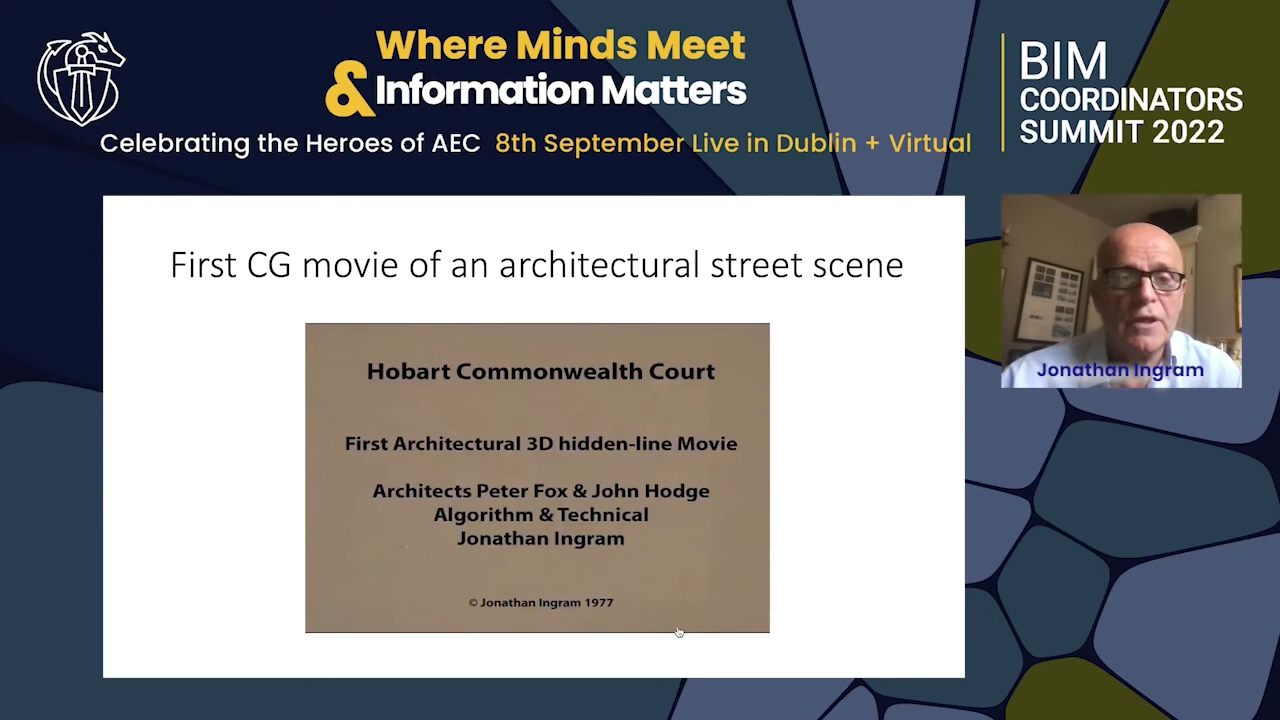 Where Minds Meet
& Information Matters
Celebrating the Heroes of AEC 8th September Live in Dublin + Virtual
BIM
COORDINATORS
SUMMIT 2022
First CG movie of an architectural street scene
Hobart Commonwealth Court
First Architectural 3D hidden-line Movie
Architects Peter Fox & John Hodge
Algorithm & Technical
Jonathan Ingram
© Jonathan Ingram 1977
Jonathan Ingram